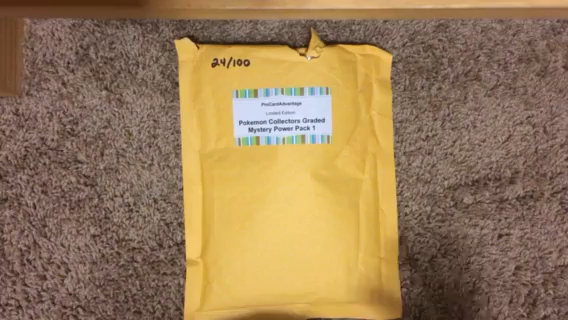 24/100
ProCardAdvantage
Limited Edition
Pokemon Collectors Graded
Mystery Power Pack 1